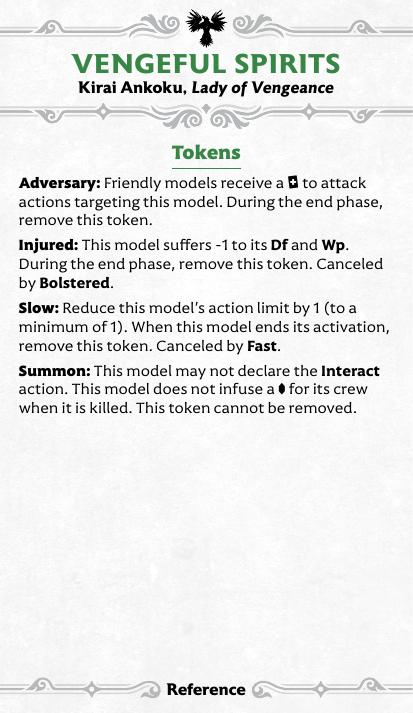 VENGEFUL SPIRITS
Kirai Ankoku, Lady of Vengeance
Tokens
Adversary: Friendly models receive a to attack
actions targeting this model. During the end phase,
remove this token.
Injured: This model suffers -1 to its Df and Wp.
During the end phase, remove this token. Canceled
by Bolstered.
Slow: Reduce this model's action limit by 1 (to a
minimum of 1). When this model ends its activation,
remove this token. Canceled by Fast.
Summon: This model may not declare the Interact
action. This model does not infuse a for its crew
when it is killed. This token cannot be removed.
Reference